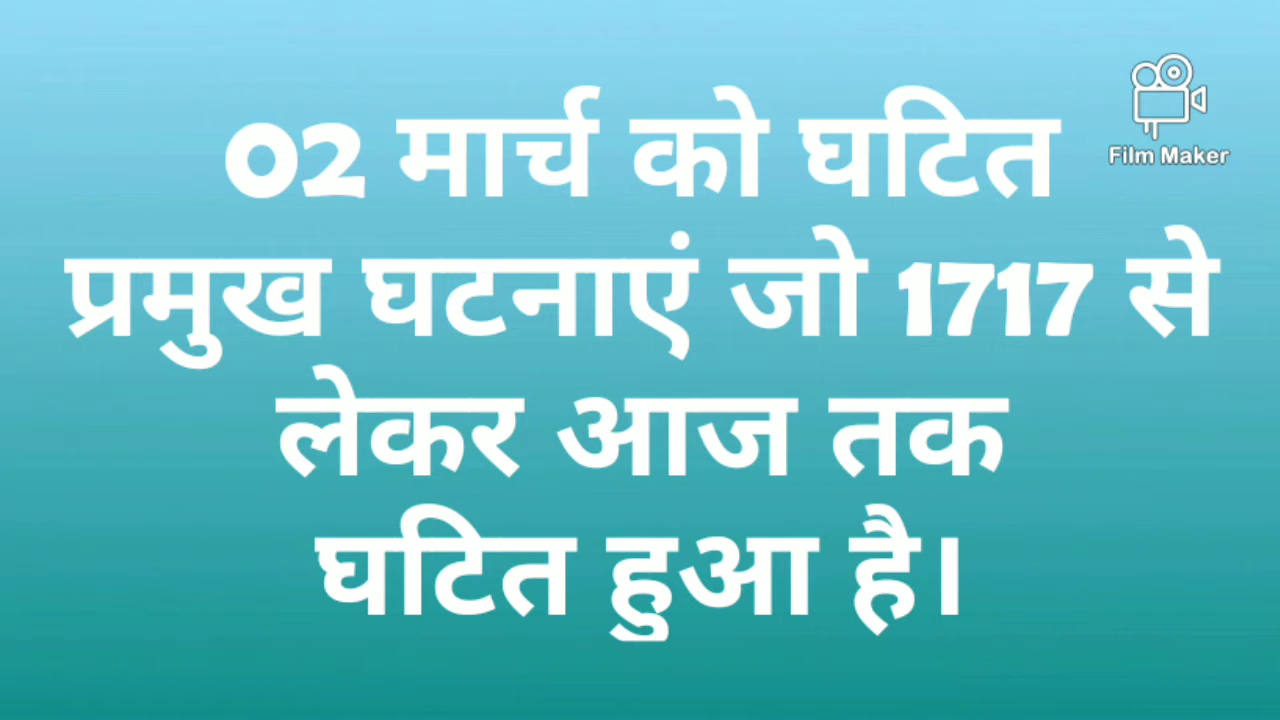 02 मार्च को घटित
Film Maker
प्रमुख घटनाएं जो 1717 से
लेकर आज तक
घटित हुआ है।